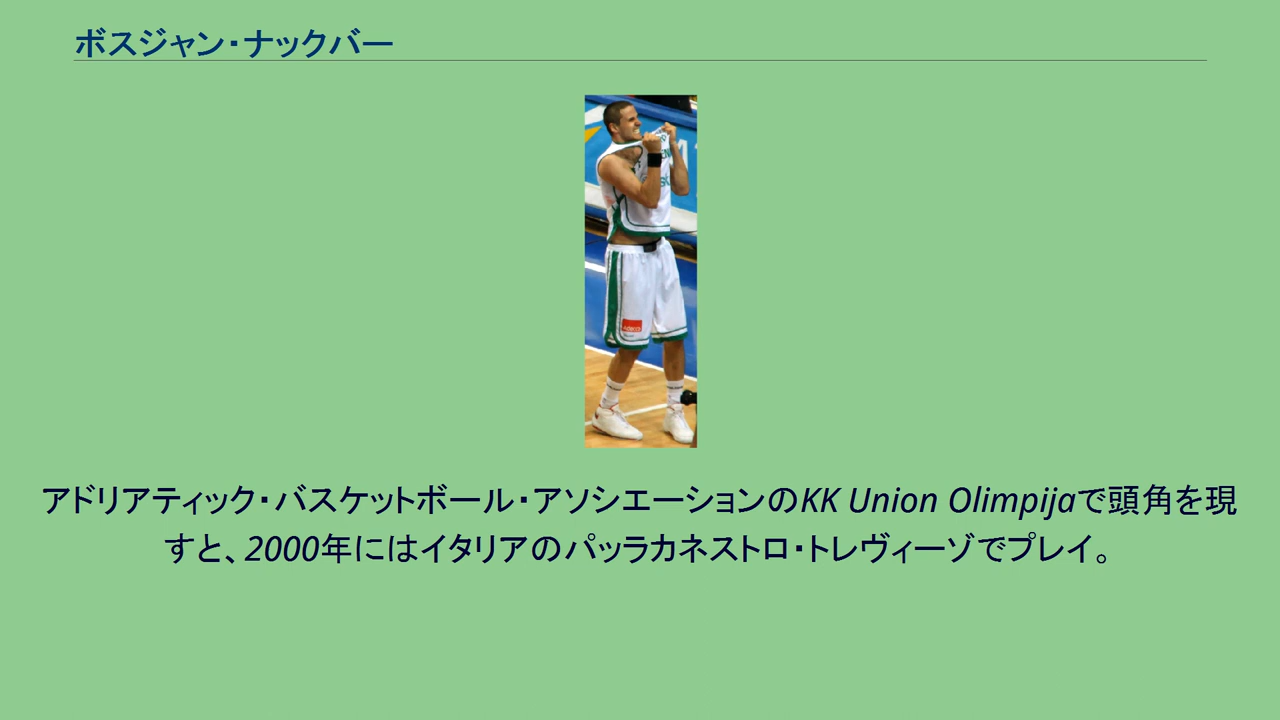 ボスジャン・ナックバー
アドリアティック・バスケットボール・アソシエーションのKK Union Olimpijaで頭角を現
すと、2000年にはイタリアのパッラカネストロ・トレヴィーゾでプレイ。